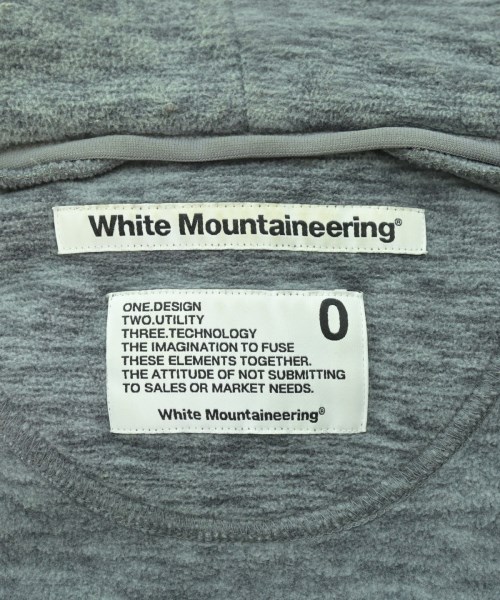 White Mountaineering®
ONE.DESIGN
TWO.UTILITY
THREE.TECHNOLOGY
THE IMAGINATION TO FUSE
THESE ELEMENTS TOGETHER.
THE ATTITUDE OF NOT SUBMITTING
TO SALES OR MARKET NEEDS.
0
White Mountaineering®